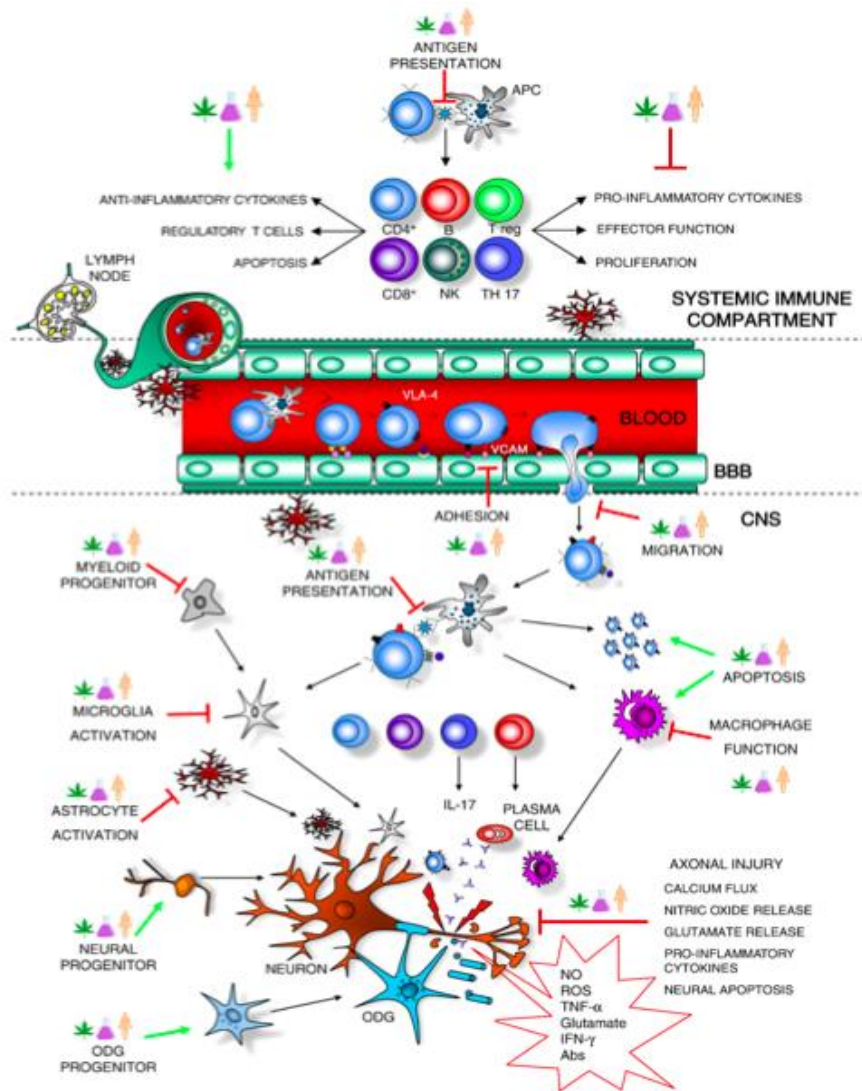 ANTIGEN
PRESENTATION
APC
ANTI-INFLAMMATORY CYTOKINES
REGULATORY T CELLS
APOPTOSIS
CD4+
B
T reg
CD8+
NK
TH 17
PRO-INFLAMMATORY CYTOKINES
EFFECTOR FUNCTION
PROLIFERATION
LYMPH
NODE
SYSTEMIC IMMUNE
COMPARTMENT
VLA-4
BLOOD
VCAM
BBB
ADHESION
CNS
MIGRATION
MYELOID
PROGENITOR
ANTIGEN
PRESENTATION
APOPTOSIS
MICROGLIA
ACTIVATION
MACROPHAGE
FUNCTION
ASTROCYTE
ACTIVATION
IL-17
PLASMA
CELL
AXONAL INJURY
CALCIUM FLUX
NITRIC OXIDE RELEASE
GLUTAMATE RELEASE
PRO-INFLAMMATORY
CYTOKINES
NEURAL APOPTOSIS
NEURAL
PROGENITOR
NEURON
NO
ROS
TNF-α
Glutamate
IFN-γ
Abs
ODG
ODG
PROGENITOR